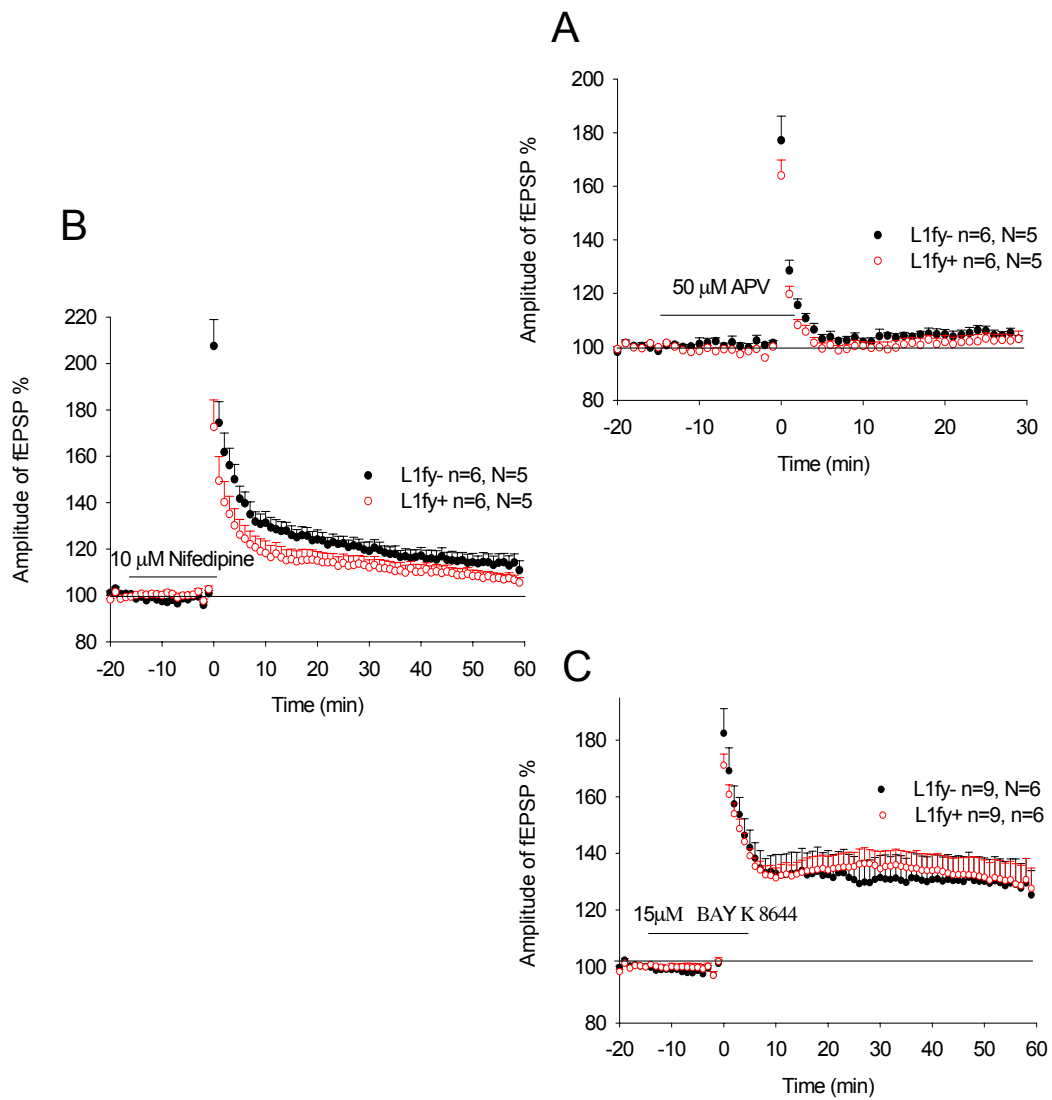 A
Amplitude of fEPSP %
200
180
160
140
120
100
80
L1fy- n=6, N=5
L1fy+ n=6, N=5
50 μM APV
-20 -10 0 10 20 30
Time (min)
B
Amplitude of fEPSP %
220
200
180
160
140
120
100
80
L1fy- n=6, N=5
L1fy+ n=6, N=5
10 μM Nifedipine
-20 -10 0 10 20 30 40 50 60
Time (min)
C
Amplitude of fEPSP %
180
160
140
120
100
80
L1fy- n=9, N=6
L1fy+ n=9, n=6
15μM BAY K 8644
-20 -10 0 10 20 30 40 50 60
Time (min)